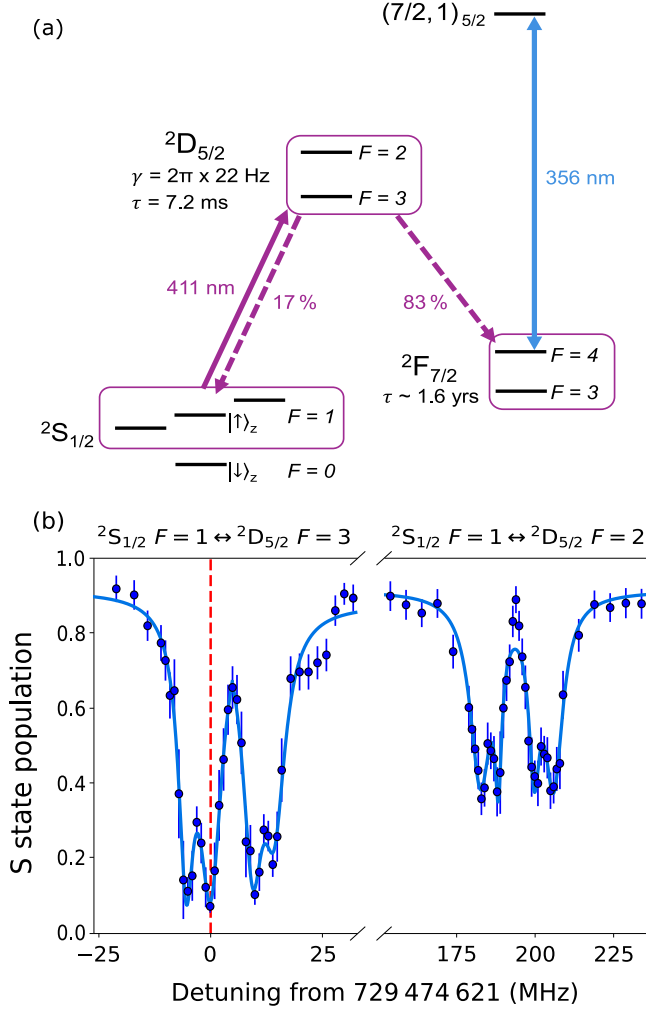 (a)
(7/2, 1)5/2
²D5/2
γ = 2π x 22 Hz
τ = 7.2 ms
F = 2
F = 3
411 nm
17 %
83 %
356 nm
²F7/2
τ ~ 1.6 yrs
F = 4
F = 3
²S1/2
|↑⟩z
F = 1
|↓⟩z
F = 0
(b)
²S1/2 F = 1 ↔ ²D5/2 F = 3
²S1/2 F = 1 ↔ ²D5/2 F = 2
S state population
1.0
0.8
0.6
0.4
0.2
0.0
−25
0
25
175
200
225
Detuning from 729 474 621 (MHz)